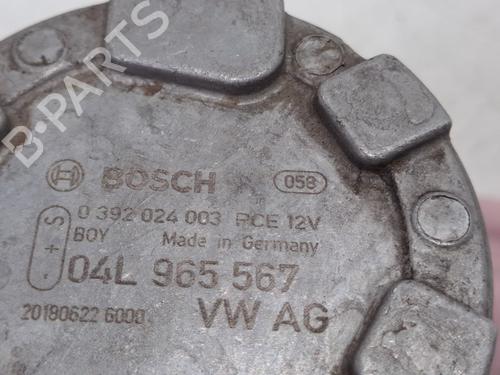 B-PARTS
BOSCH 058
0 392 024 003 PCE 12V
S + - BOY Made in Germany
04L 965 567
20180622 6000 VW AG